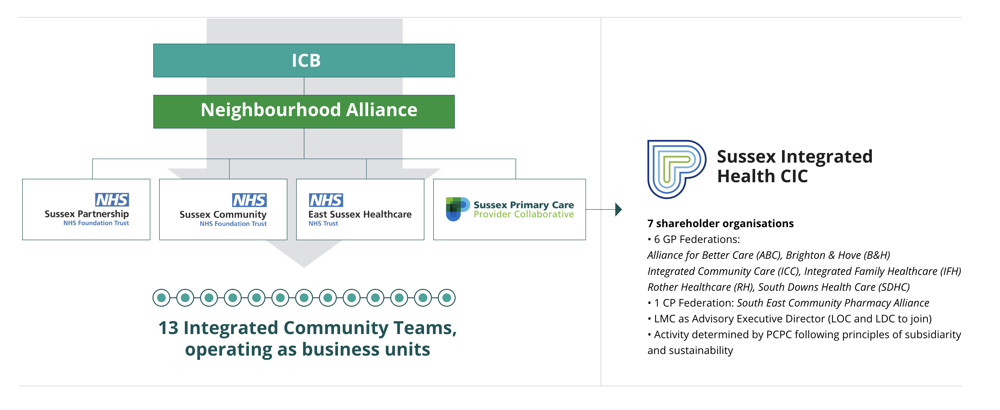 ICB
Neighbourhood Alliance
NHS
Sussex Partnership
NHS Foundation Trust
NHS
Sussex Community
NHS Foundation Trust
NHS
East Sussex Healthcare
NHS Trust
Sussex Primary Care
Provider Collaborative
13 Integrated Community Teams,
operating as business units
Sussex Integrated
Health CIC
7 shareholder organisations
• 6 GP Federations:
Alliance for Better Care (ABC), Brighton & Hove (B&H)
Integrated Community Care (ICC), Integrated Family Healthcare (IFH)
Rother Healthcare (RH), South Downs Health Care (SDHC)
• 1 CP Federation: South East Community Pharmacy Alliance
• LMC as Advisory Executive Director (LOC and LDC to join)
• Activity determined by PCPC following principles of subsidiarity
and sustainability